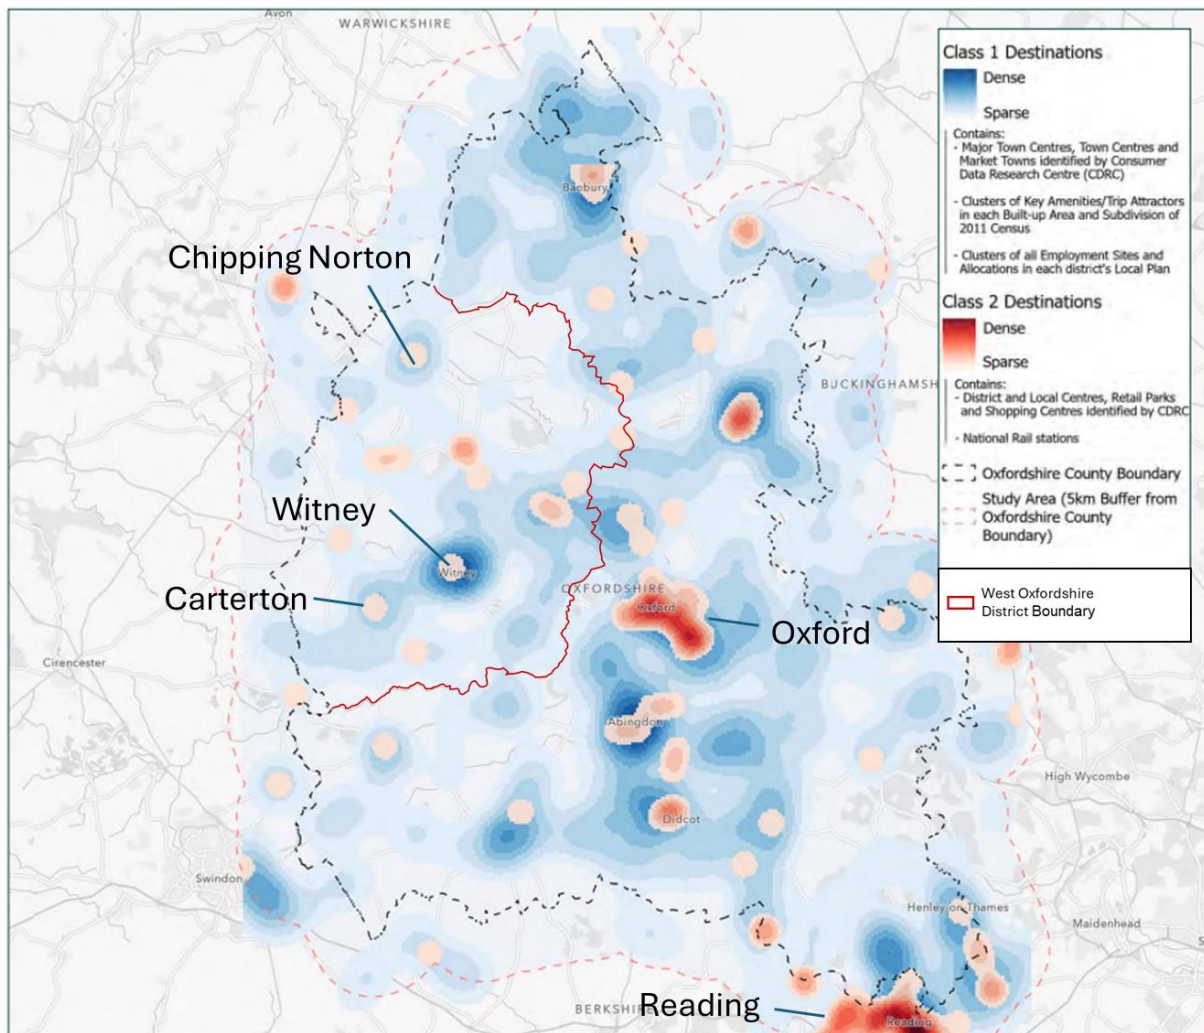 Avon
WARWICKSHIRE
Banbury
Chipping Norton
BUCKINGHAMSH
Witney
Witney
Carterton
OXFORDSHIRE
Oxford
Oxford
Cirencester
Abingdon
High Wycombe
Didcot
Swindon
Henley-on-Thames
Maidenhead
S
BERKSHI
Reading
Reading
Class 1 Destinations
Dense
Sparse
Contains:
- Major Town Centres, Town Centres and
Market Towns identified by Consumer
Data Research Centre (CDRC)
- Clusters of Key Amenities/Trip Attractors
in each Built-up Area and Subdivision of
2011 Census
- Clusters of all Employment Sites and
Allocations in each district's Local Plan
Class 2 Destinations
Dense
Sparse
Contains:
- District and Local Centres, Retail Parks
and Shopping Centres identified by CDRC
- National Rail stations
Oxfordshire County Boundary
Study Area (5km Buffer from
Oxfordshire County
Boundary)
West Oxfordshire
District Boundary